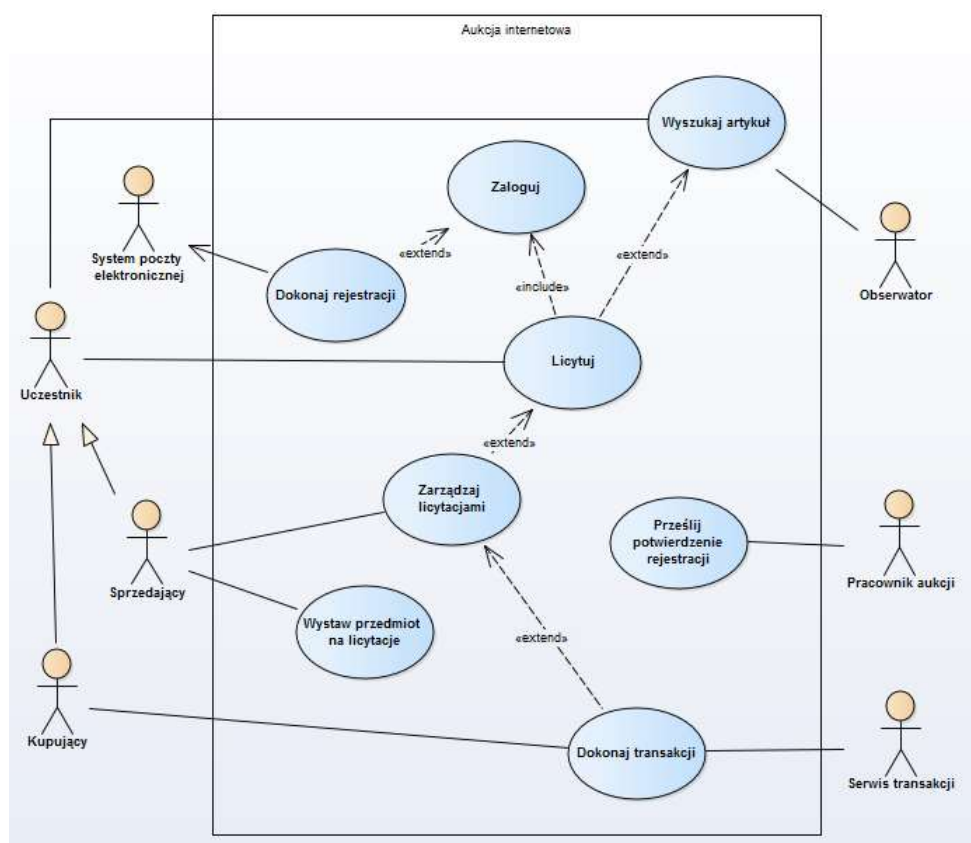 Aukcja internetowa
Wyszukaj artykuł
Zaloguj
«extend»
System poczty
elektronicznej
Dokonaj rejestracji
«include»
«extend»
Obserwator
Licytuj
Uczestnik
«extend»
Zarządzaj
licytacjami
Prześlij
potwierdzenie
rejestracji
Pracownik aukcji
Sprzedający
Wystaw przedmiot
na licytacje
«extend»
Kupujący
Dokonaj transakcji
Serwis transakcji